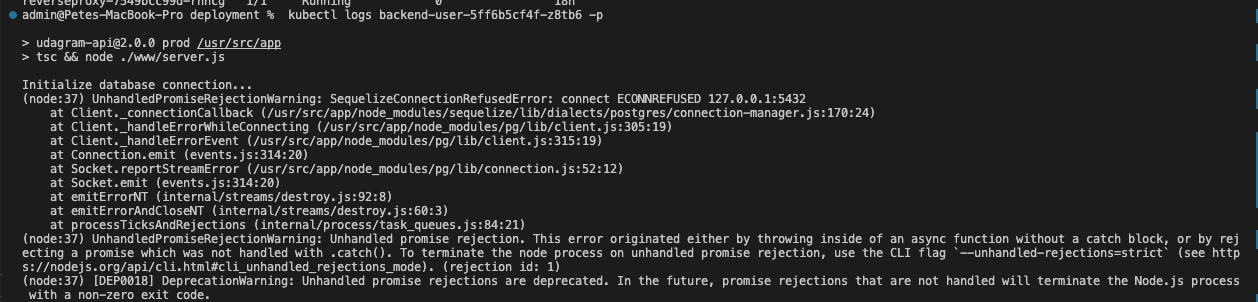 reverseproxy-7549bcc99d-rnncg   1/1     Running            0                18h
admin@Petes-MacBook-Pro deployment %  kubectl logs backend-user-5ff6b5cf4f-z8tb6 -p
> udagram-api@2.0.0 prod /usr/src/app
> tsc && node ./www/server.js
Initialize database connection...
(node:37) UnhandledPromiseRejectionWarning: SequelizeConnectionRefusedError: connect ECONNREFUSED 127.0.0.1:5432
    at Client._connectionCallback (/usr/src/app/node_modules/sequelize/lib/dialects/postgres/connection-manager.js:170:24)
    at Client._handleErrorWhileConnecting (/usr/src/app/node_modules/pg/lib/client.js:305:19)
    at Client._handleErrorEvent (/usr/src/app/node_modules/pg/lib/client.js:315:19)
    at Connection.emit (events.js:314:20)
    at Socket.reportStreamError (/usr/src/app/node_modules/pg/lib/connection.js:52:12)
    at Socket.emit (events.js:314:20)
    at emitErrorNT (internal/streams/destroy.js:92:8)
    at emitErrorAndCloseNT (internal/streams/destroy.js:60:3)
    at processTicksAndRejections (internal/process/task_queues.js:84:21)
(node:37) UnhandledPromiseRejectionWarning: Unhandled promise rejection. This error originated either by throwing inside of an async function without a catch block, or by rej
ecting a promise which was not handled with .catch(). To terminate the node process on unhandled promise rejection, use the CLI flag `--unhandled-rejections=strict` (see http
s://nodejs.org/api/cli.html#cli_unhandled_rejections_mode). (rejection id: 1)
(node:37) [DEP0018] DeprecationWarning: Unhandled promise rejections are deprecated. In the future, promise rejections that are not handled will terminate the Node.js process
 with a non-zero exit code.